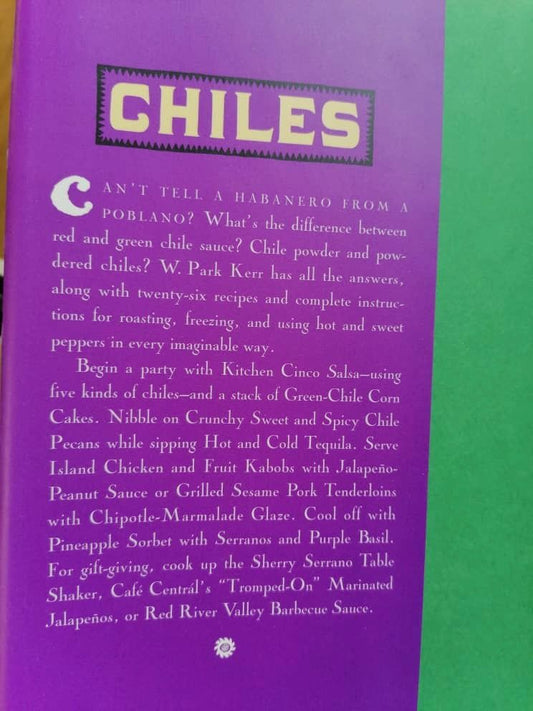 CHILES
CAN'T TELL A HABANERO FROM A
POBLANO? What's the difference between
red and green chile sauce? Chile powder and pow-
dered chiles? W. Park Kerr has all the answers,
along with twenty-six recipes and complete instruc-
tions for roasting, freezing, and using hot and sweet
peppers in every imaginable way.
Begin a party with Kitchen Cinco Salsa—using
five kinds of chiles—and a stack of Green-Chile Corn
Cakes. Nibble on Crunchy Sweet and Spicy Chile
Pecans while sipping Hot and Cold Tequila. Serve
Island Chicken and Fruit Kabobs with Jalapeño-
Peanut Sauce or Grilled Sesame Pork Tenderloins
with Chipotle-Marmalade Glaze. Cool off with
Pineapple Sorbet with Serranos and Purple Basil.
For gift-giving, cook up the Sherry Serrano Table
Shaker, Café Centrál's "Tromped-On" Marinated
Jalapeños, or Red River Valley Barbecue Sauce.